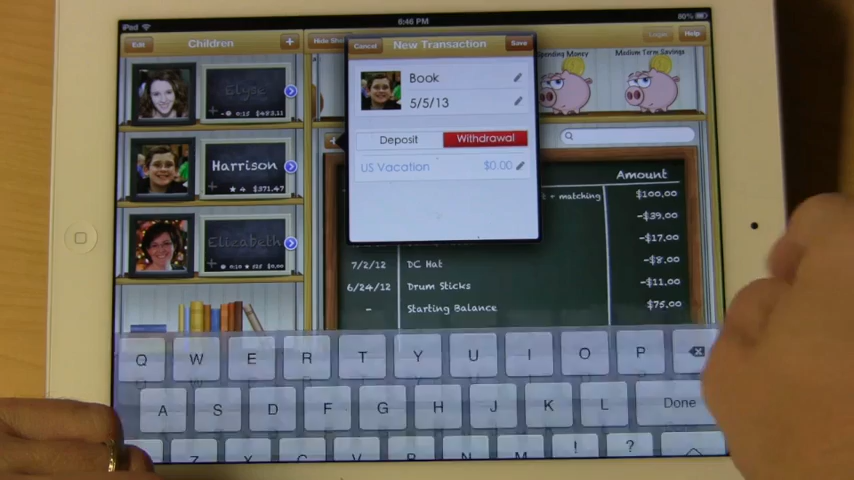 iPad
6:46 PM
80%
Edit
Children
+
Hide Sh
Cancel
New Transaction
Save
Login
Help
Spending Money
Medium Term Savings
Elyse
$493.11
Harrison
4 $371.47
Elizabeth
$0.00
Book
5/5/13
Deposit
Withdrawal
US Vacation
$0.00
Amount
+ matching
$100.00
-$39.00
-$17.00
7/2/12
DC Hat
-$8.00
6/24/12
Drum Sticks
-$11.00
-
Starting Balance
$75.00
Q W E R T Y U I O P
A S D F G H J K L Done
Z X C V B N M ! ?